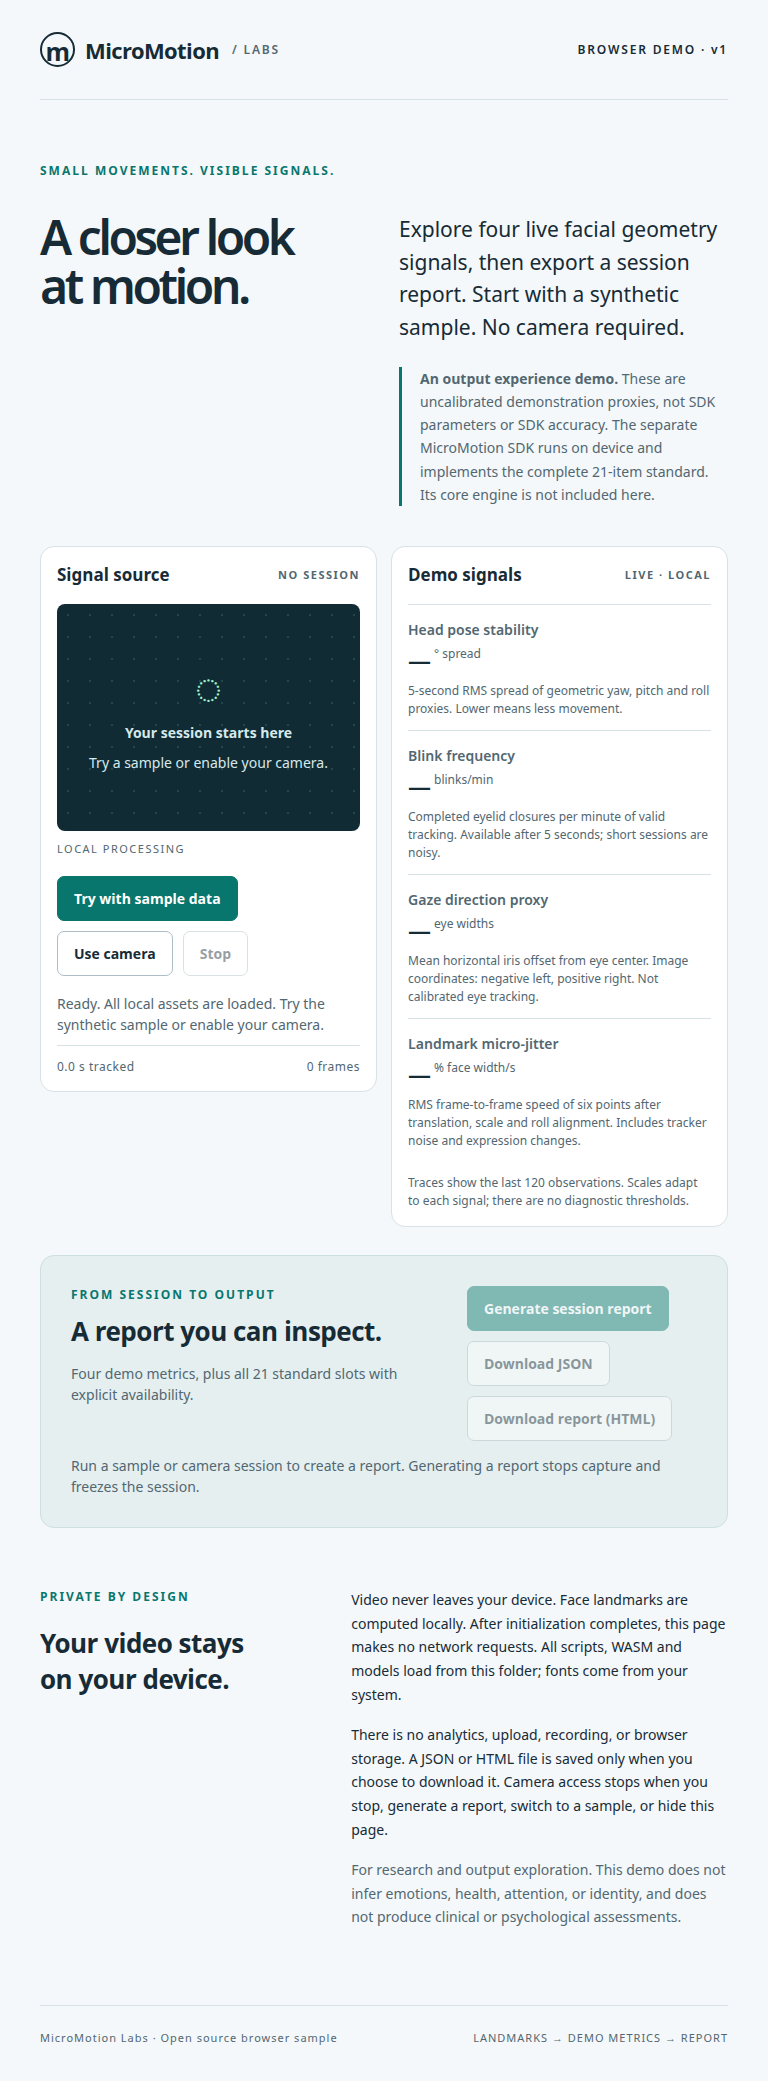 m MicroMotion / LABS
BROWSER DEMO · v1
SMALL MOVEMENTS. VISIBLE SIGNALS.
A closer look
at motion.
Explore four live facial geometry
signals, then export a session
report. Start with a synthetic
sample. No camera required.
An output experience demo. These are
uncalibrated demonstration proxies, not SDK
parameters or SDK accuracy. The separate
MicroMotion SDK runs on device and
implements the complete 21-item standard.
Its core engine is not included here.
Signal source
NO SESSION
Your session starts here
Try a sample or enable your camera.
LOCAL PROCESSING
Try with sample data
Use camera
Stop
Ready. All local assets are loaded. Try the
synthetic sample or enable your camera.
0.0 s tracked
0 frames
Demo signals
LIVE · LOCAL
Head pose stability
— ° spread
5-second RMS spread of geometric yaw, pitch and roll
proxies. Lower means less movement.
Blink frequency
— blinks/min
Completed eyelid closures per minute of valid
tracking. Available after 5 seconds; short sessions are
noisy.
Gaze direction proxy
— eye widths
Mean horizontal iris offset from eye center. Image
coordinates: negative left, positive right. Not
calibrated eye tracking.
Landmark micro-jitter
— % face width/s
RMS frame-to-frame speed of six points after
translation, scale and roll alignment. Includes tracker
noise and expression changes.
Traces show the last 120 observations. Scales adapt
to each signal; there are no diagnostic thresholds.
FROM SESSION TO OUTPUT
A report you can inspect.
Four demo metrics, plus all 21 standard slots with
explicit availability.
Generate session report
Download JSON
Download report (HTML)
Run a sample or camera session to create a report. Generating a report stops capture and
freezes the session.
PRIVATE BY DESIGN
Your video stays
on your device.
Video never leaves your device. Face landmarks are
computed locally. After initialization completes, this page
makes no network requests. All scripts, WASM and
models load from this folder; fonts come from your
system.
There is no analytics, upload, recording, or browser
storage. A JSON or HTML file is saved only when you
choose to download it. Camera access stops when you
stop, generate a report, switch to a sample, or hide this
page.
For research and output exploration. This demo does not
infer emotions, health, attention, or identity, and does
not produce clinical or psychological assessments.
MicroMotion Labs · Open source browser sample
LANDMARKS → DEMO METRICS → REPORT